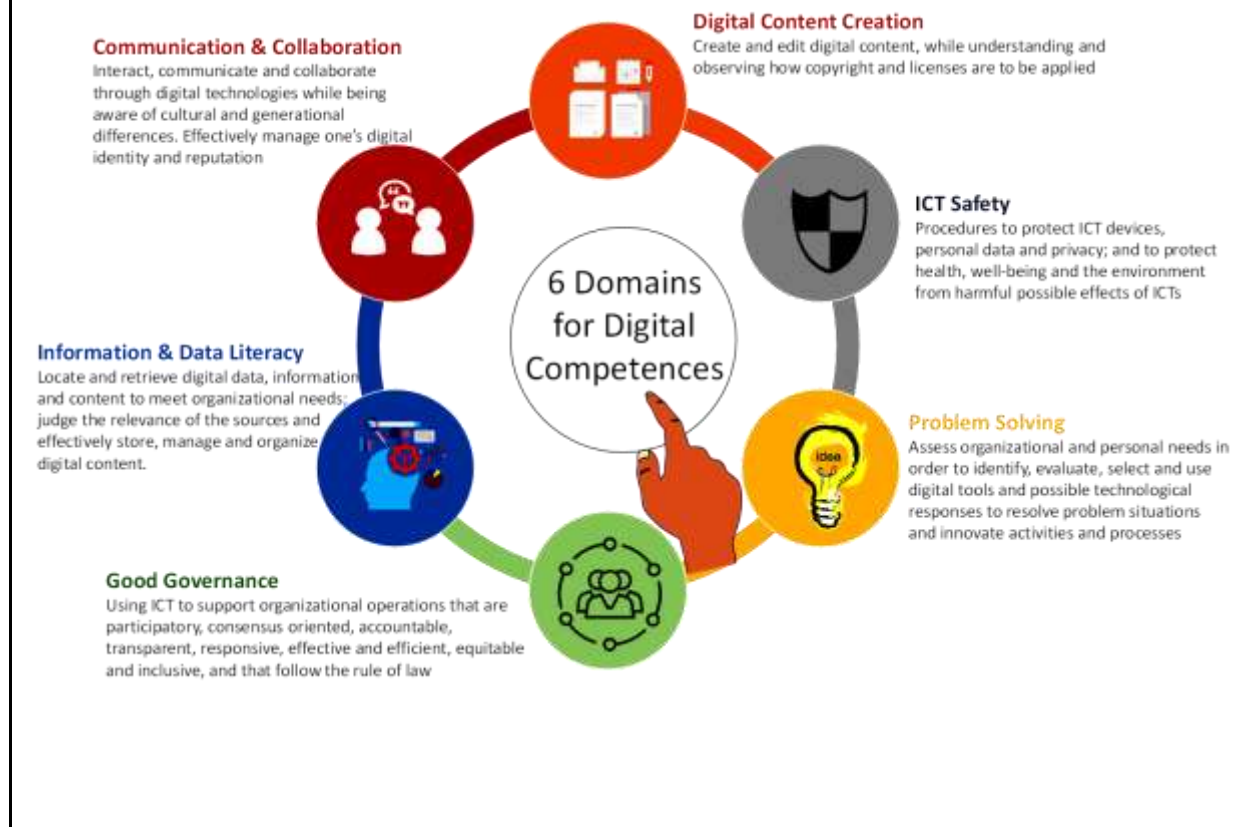 Communication & Collaboration
Interact, communicate and collaborate
through digital technologies while being
aware of cultural and generational
differences. Effectively manage one's digital
identity and reputation
Digital Content Creation
Create and edit digital content, while understanding and
observing how copyright and licenses are to be applied
ICT Safety
Procedures to protect ICT devices,
personal data and privacy; and to protect
health, well-being and the environment
from harmful possible effects of ICTs
6 Domains
for Digital
Competences
Information & Data Literacy
Locate and retrieve digital data, information
and content to meet organizational needs;
judge the relevance of the sources and
effectively store, manage and organize
digital content.
Problem Solving
Assess organizational and personal needs in
order to identify, evaluate, select and use
digital tools and possible technological
responses to resolve problem situations
and innovate activities and processes
idea
Good Governance
Using ICT to support organizational operations that are
participatory, consensus oriented, accountable,
transparent, responsive, effective and efficient, equitable
and inclusive, and that follow the rule of law